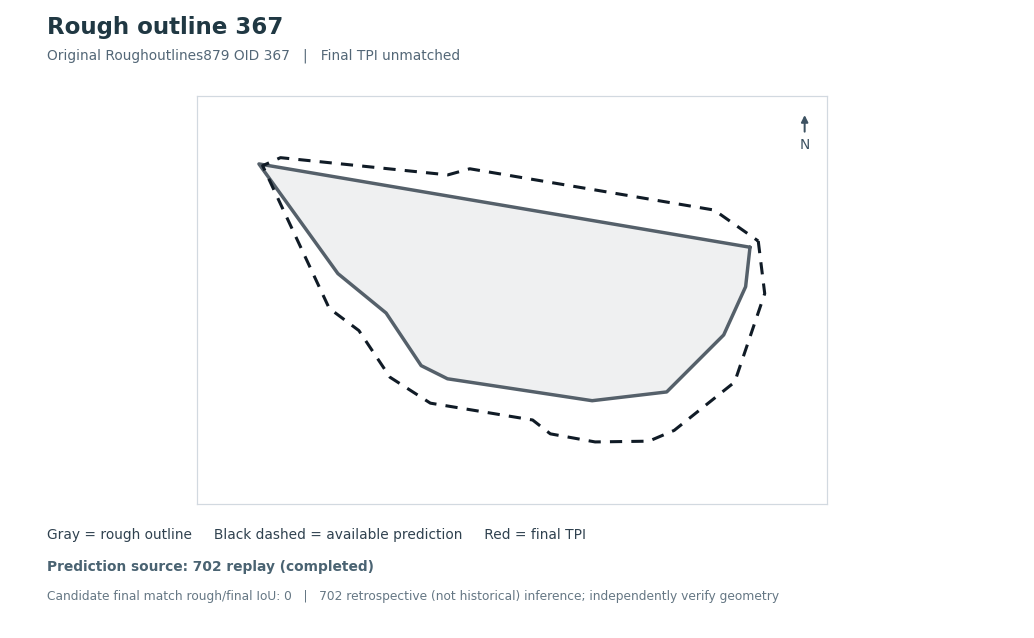 Rough outline 367
Original Roughoutlines879 OID 367   |   Final TPI unmatched
N
Gray = rough outline     Black dashed = available prediction     Red = final TPI
Prediction source: 702 replay (completed)
Candidate final match rough/final IoU: 0   |   702 retrospective (not historical) inference; independently verify geometry